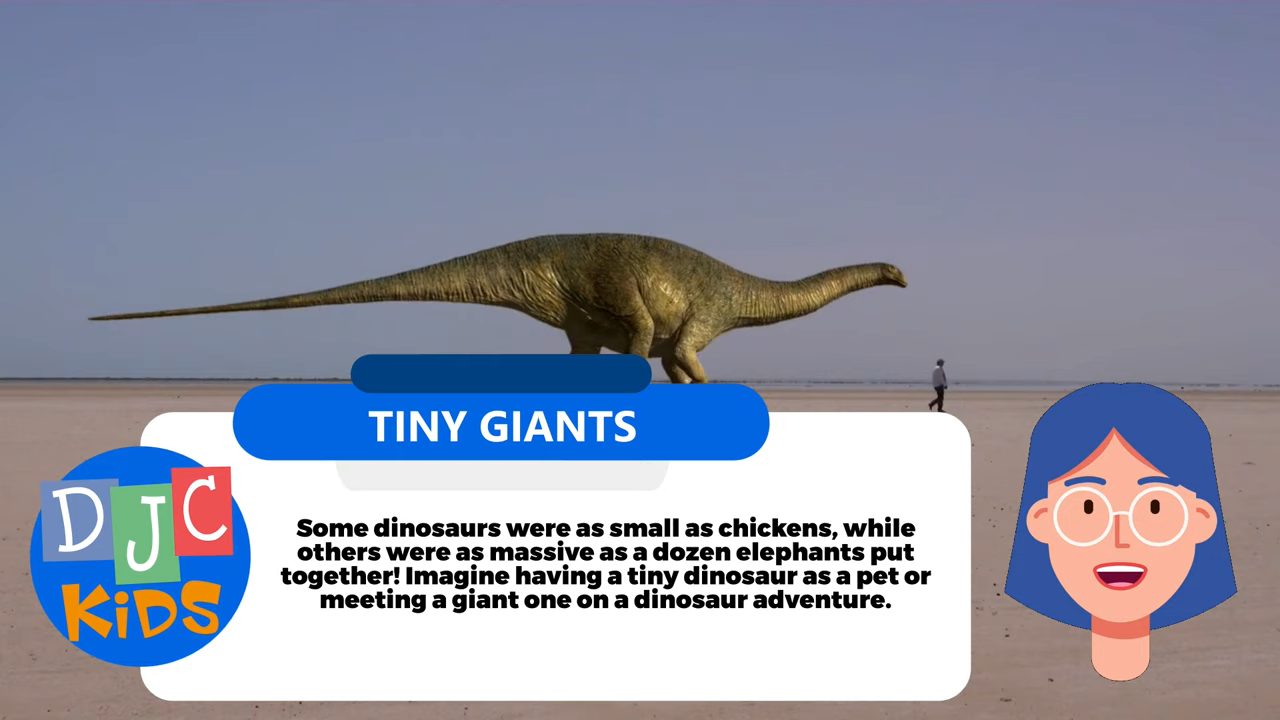 TINY GIANTS
DJC
KiDS
Some dinosaurs were as small as chickens, while
others were as massive as a dozen elephants put
together! Imagine having a tiny dinosaur as a pet or
meeting a giant one on a dinosaur adventure.